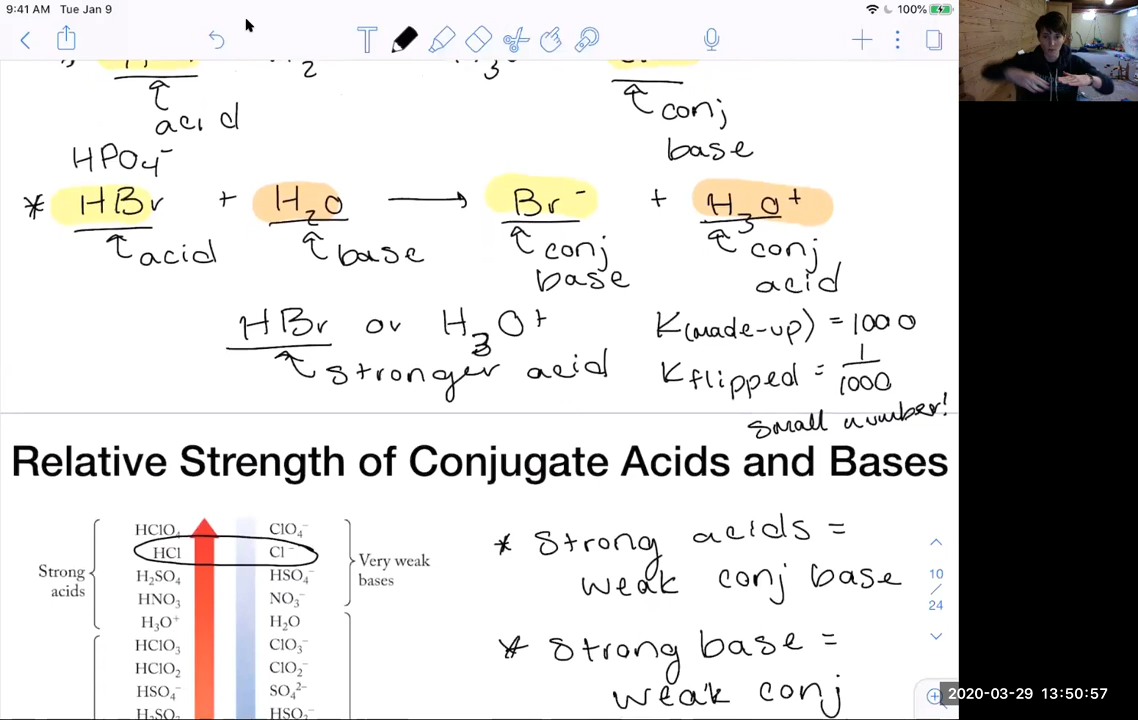 9:41 AM Tue Jan 9
100%
acid
conj
base
HPO4-
* HBr + H2O → Br- + H3O+
acid
base
conj
base
conj
acid
HBr or H3O+
stronger acid
K(made-up) = 1000
Kflipped = 1/1000
small number!
Relative Strength of Conjugate Acids and Bases
Strong
acids
HClO4
ClO4−
HCl
Cl−
H2SO4
HSO4−
HNO3
NO3−
H3O+
H2O
HClO3
ClO3−
HClO2
ClO2−
HSO4−
SO4 2−
H2SO3
HSO3−
Very weak
bases
* strong acids =
weak conj base
* strong base =
weak conj
10
/
24
2020-03-29 13:50:57